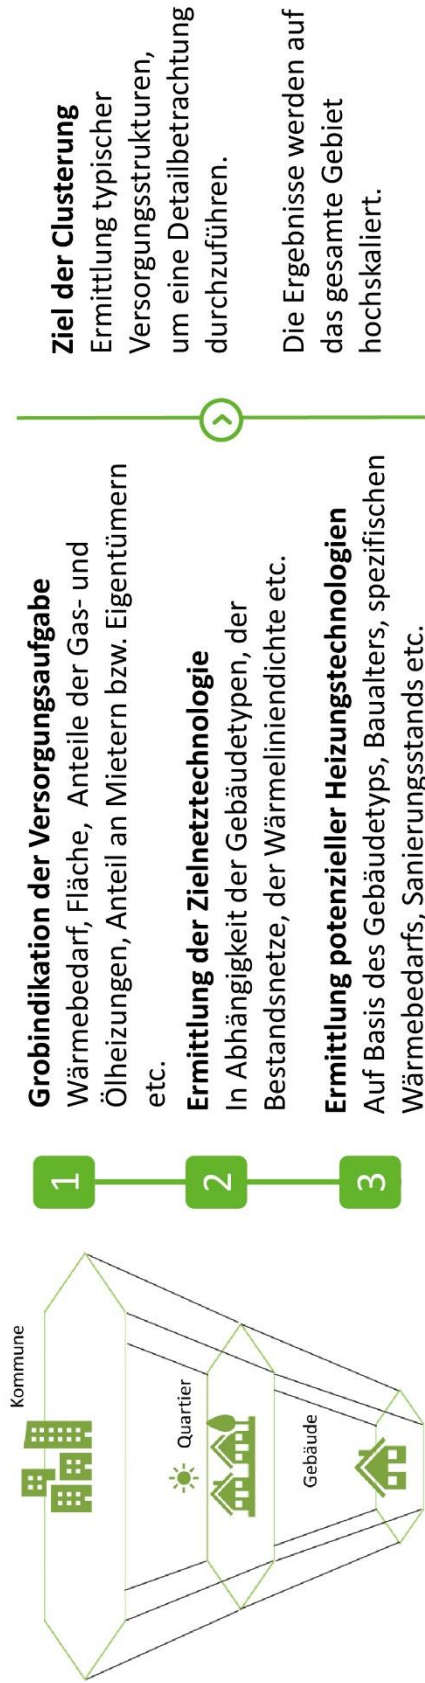 Kommune
Quartier
Gebäude
1
Grobindikation der Versorgungsaufgabe
Wärmebedarf, Fläche, Anteile der Gas- und
Ölheizungen, Anteil an Mietern bzw. Eigentümern
etc.
2
Ermittlung der Zielnetztechnologie
In Abhängigkeit der Gebäudetypen, der
Bestandsnetze, der Wärmeliniendichte etc.
3
Ermittlung potenzieller Heizungstechnologien
Auf Basis des Gebäudetyps, Baualters, spezifischen
Wärmebedarfs, Sanierungsstands etc.
Ziel der Clusterung
Ermittlung typischer
Versorgungsstrukturen,
um eine Detailbetrachtung
durchzuführen.
Die Ergebnisse werden auf
das gesamte Gebiet
hochskaliert.